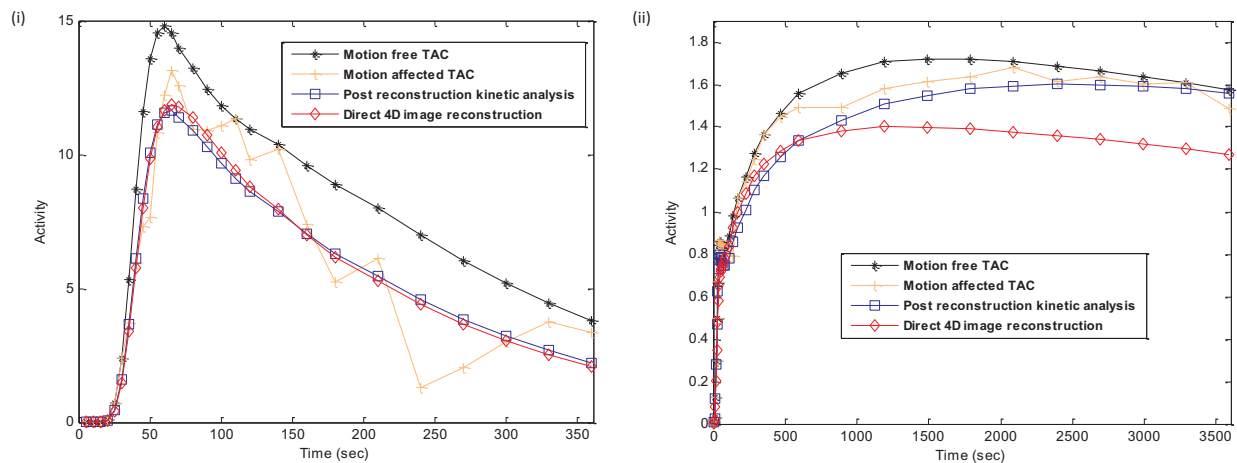 (i)
15
10
5
0
Activity
0
50
100
150
200
250
300
350
Time (sec)
Motion free TAC
Motion affected TAC
Post reconstruction kinetic analysis
Direct 4D image reconstruction
(ii)
1.8
1.6
1.4
1.2
1
0.8
0.6
0.4
0.2
0
Activity
0
500
1000
1500
2000
2500
3000
3500
Time (sec)
Motion free TAC
Motion affected TAC
Post reconstruction kinetic analysis
Direct 4D image reconstruction